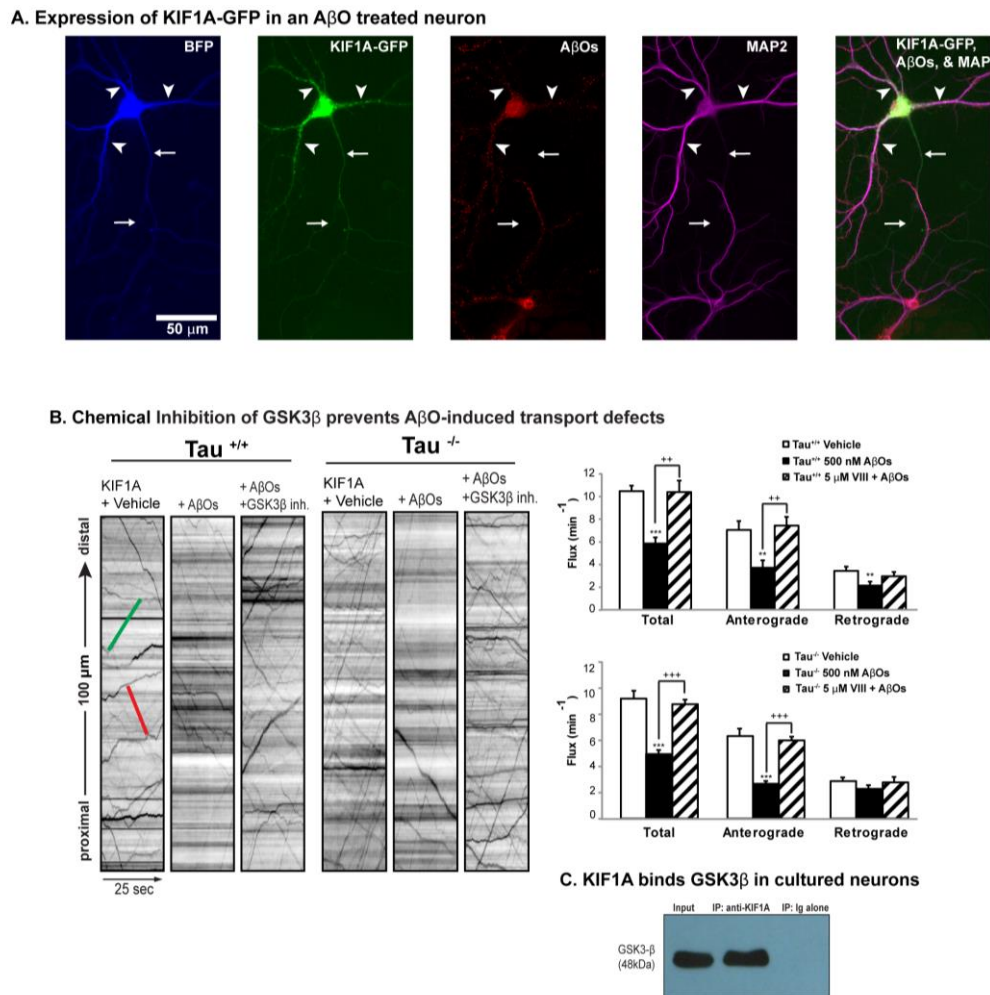 A. Expression of KIF1A-GFP in an AβO treated neuron
BFP
50 μm
KIF1A-GFP
AβOs
MAP2
KIF1A-GFP,
AβOs, & MAP
B. Chemical Inhibition of GSK3β prevents AβO-induced transport defects
Tau +/+
Tau -/-
KIF1A
+ Vehicle
+ AβOs
+ AβOs
+GSK3β inh.
KIF1A
+ Vehicle
+ AβOs
+ AβOs
+GSK3β inh.
proximal
100 μm
distal
25 sec
Tau+/+ Vehicle
Tau+/+ 500 nM AβOs
Tau+/+ 5 μM VIII + AβOs
Flux (min-1)
12
10
8
6
4
2
0
***
++
**
++
**
Total
Anterograde
Retrograde
Tau-/- Vehicle
Tau-/- 500 nM AβOs
Tau-/- 5 μM VIII + AβOs
Flux (min-1)
12
10
8
6
4
2
0
***
+++
***
+++
Total
Anterograde
Retrograde
C. KIF1A binds GSK3β in cultured neurons
Input
IP: anti-KIF1A
IP: Ig alone
GSK3-β
(48kDa)